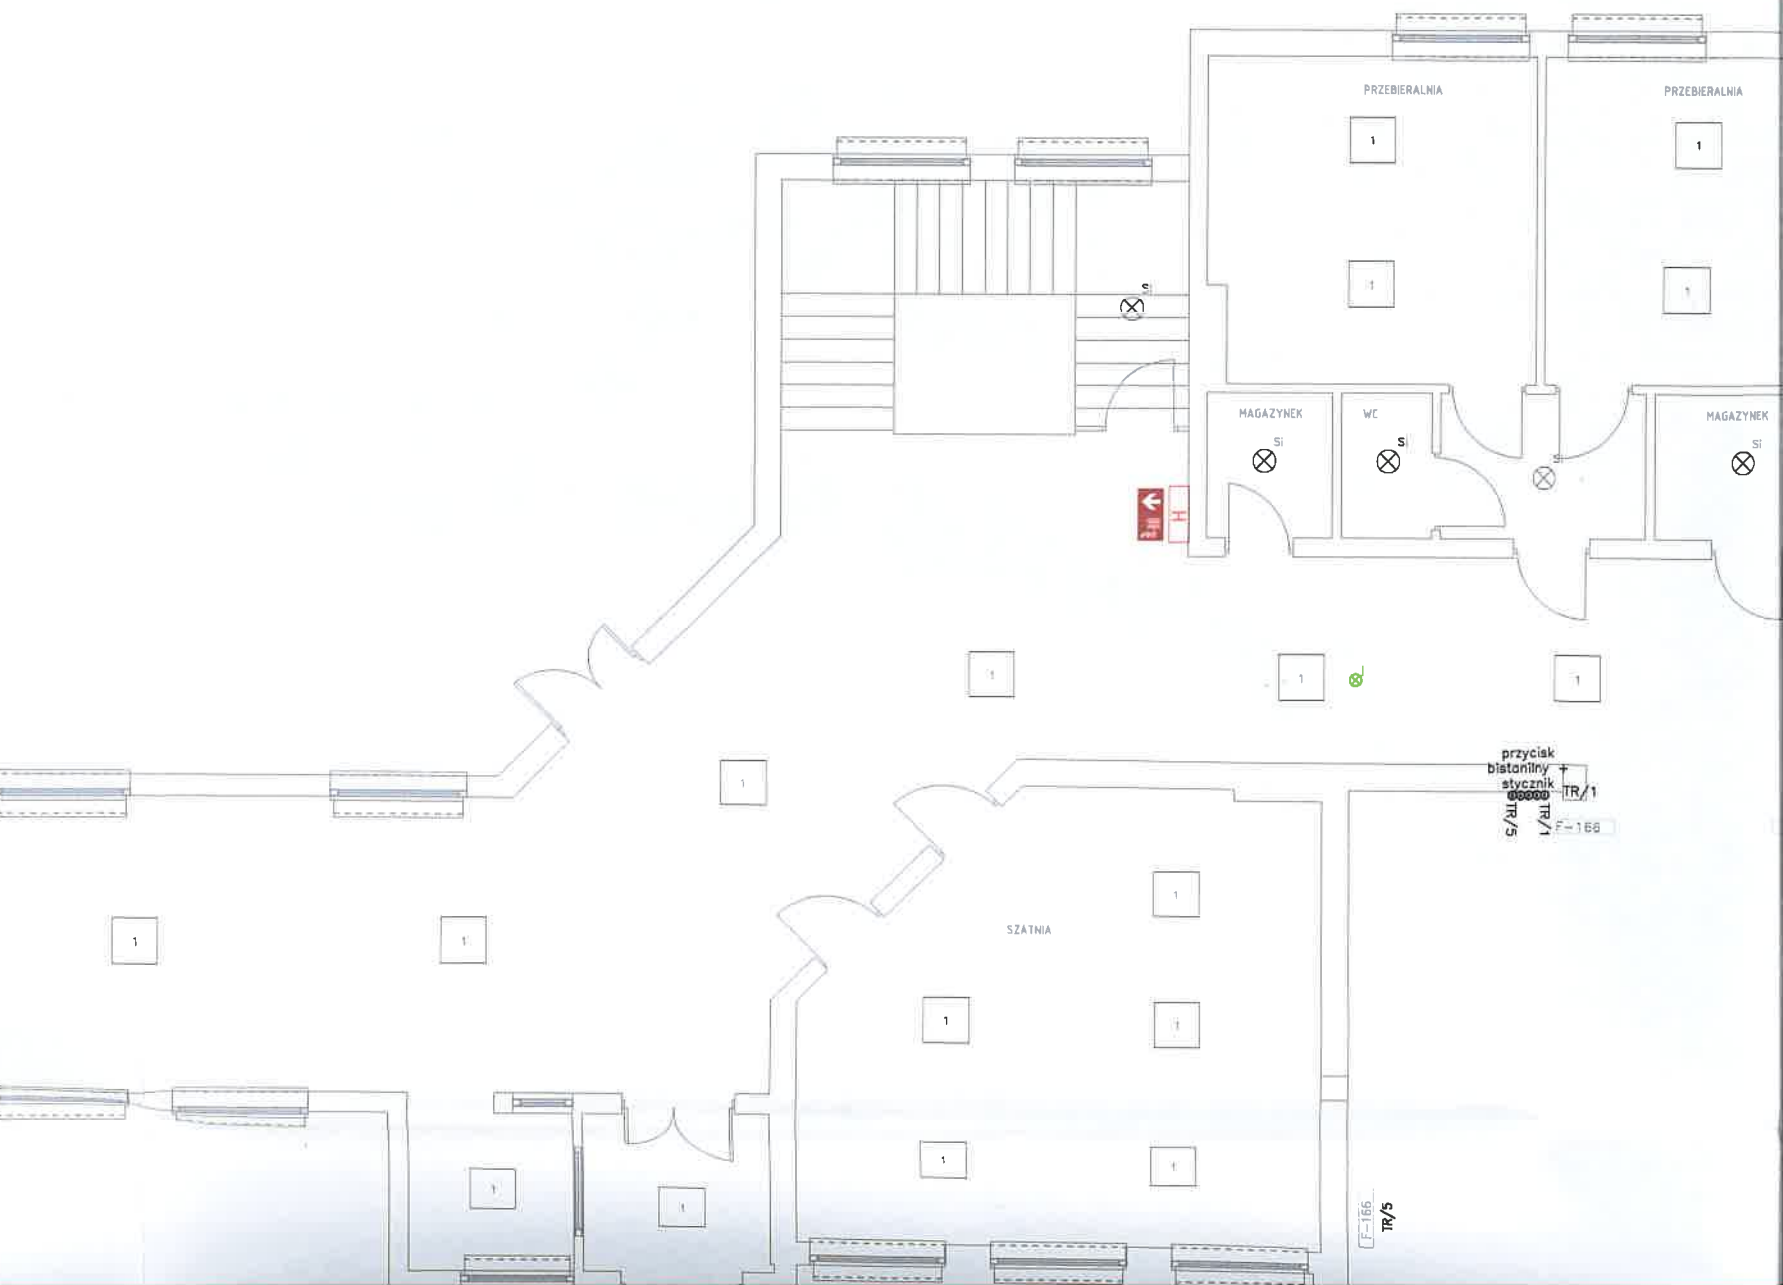 PRZEBIERALNIA
PRZEBIERALNIA
1
1
1
1
Si
MAGAZYNEK
Si
WC
Si
Si
MAGAZYNEK
Si
H
1
1
1
1
przycisk
bistanilny
stycznik
TR/1
TR/5
TR/1
F-166
1
1
1
SZATNIA
1
1
1
1
1
1
F-166
TR/5